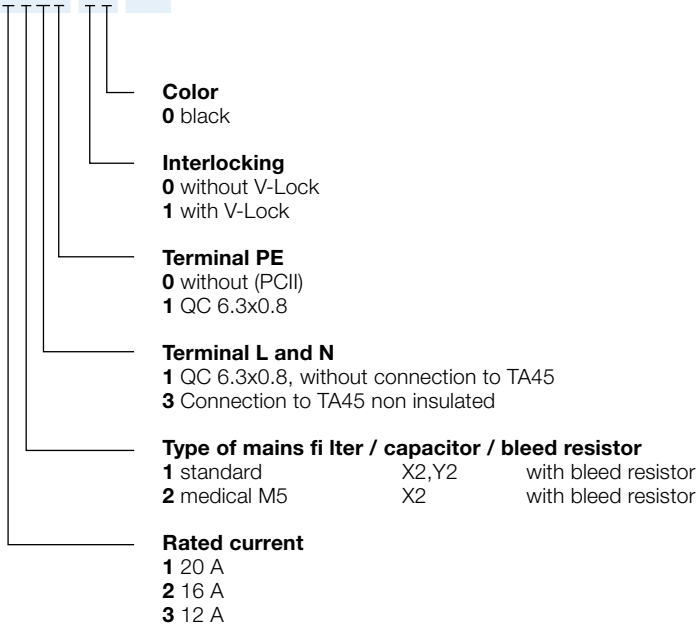 Color
0 black
Interlocking
0 without V-Lock
1 with V-Lock
Terminal PE
0 without (PCII)
1 QC 6.3x0.8
Terminal L and N
1 QC 6.3x0.8, without connection to TA45
3 Connection to TA45 non insulated
Type of mains fi lter / capacitor / bleed resistor
1 standard X2,Y2 with bleed resistor
2 medical M5 X2 with bleed resistor
Rated current
1 20 A
2 16 A
3 12 A